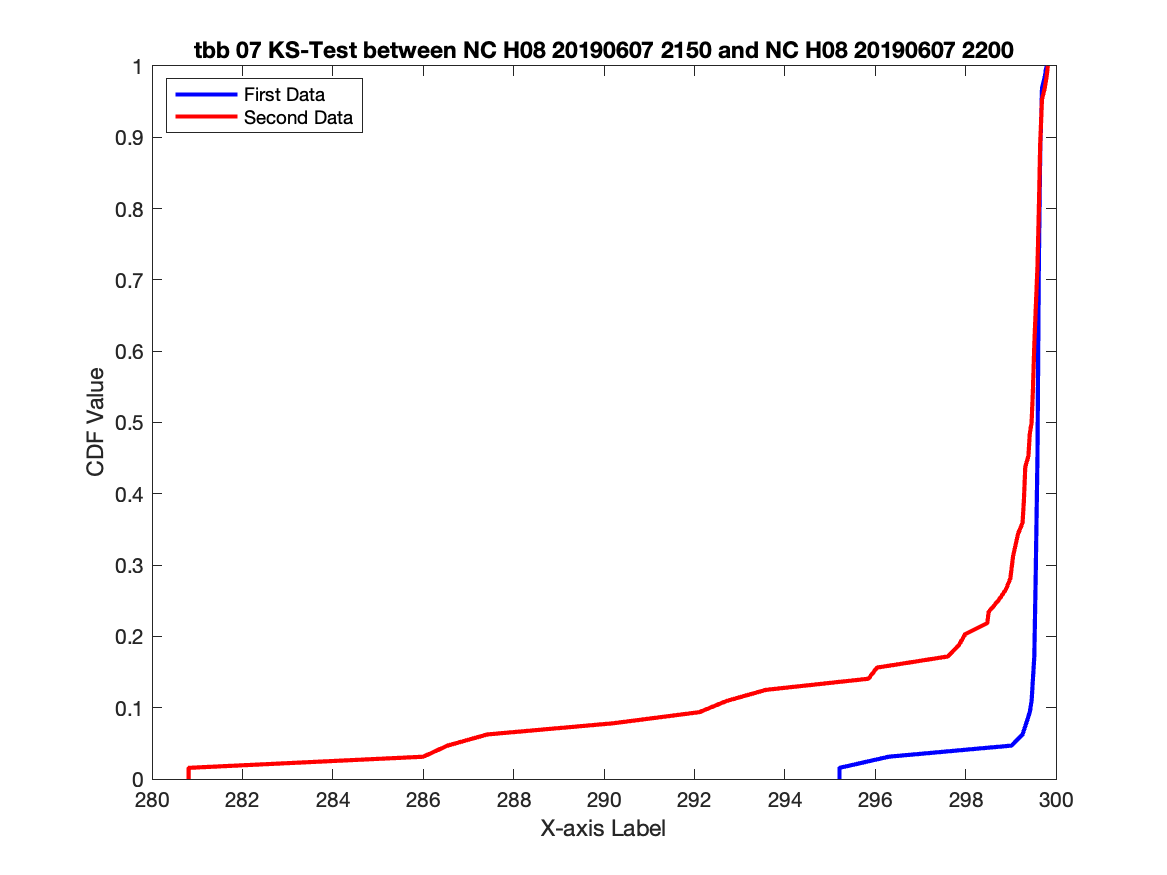 tbb 07 KS-Test between NC H08 20190607 2150 and NC H08 20190607 2200
First Data
Second Data
1
0.9
0.8
0.7
0.6
0.5
0.4
0.3
0.2
0.1
0
CDF Value
280 282 284 286 288 290 292 294 296 298 300
X-axis Label